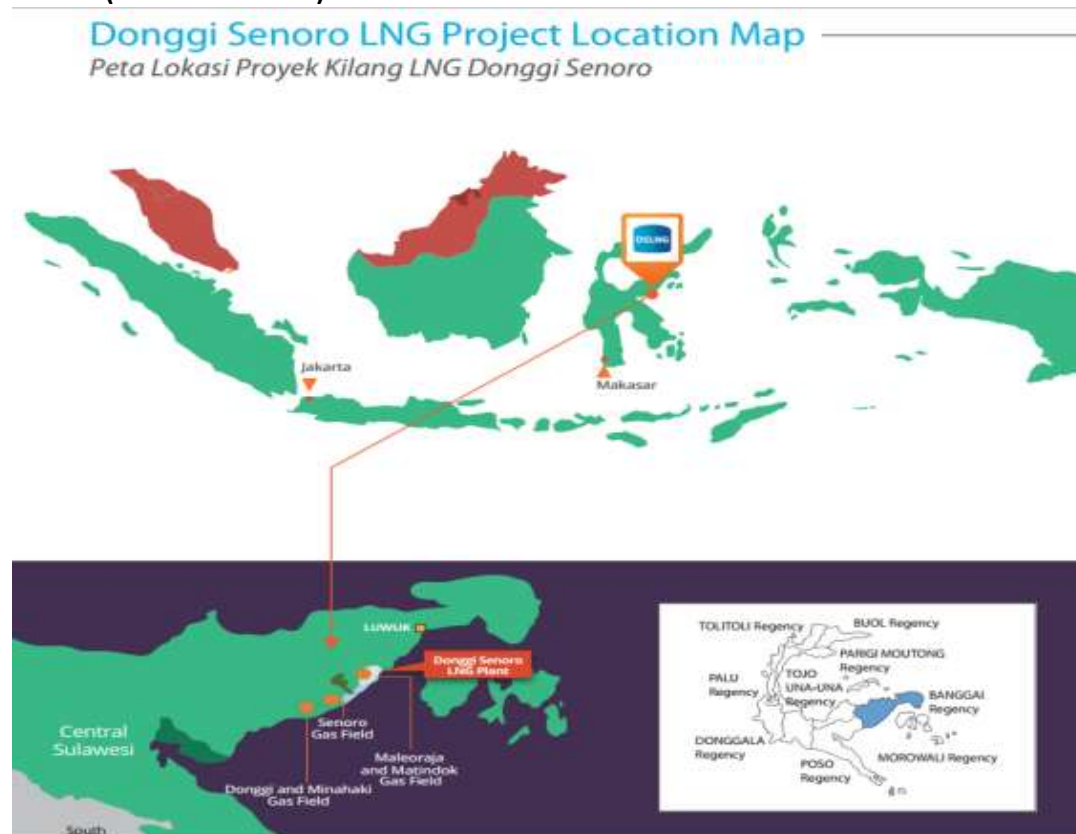 Donggi Senoro LNG Project Location Map
Peta Lokasi Proyek Kilang LNG Donggi Senoro
DSLNG
Jakarta
Makasar
LUWUK
Donggi Senoro
LNG Plant
Senoro
Gas Field
Central
Sulawesi
Maleoraja
and Matindok
Gas Field
Donggi and Minahaki
Gas Field
South
TOLITOLI Regency
BUOL Regency
PARIGI MOUTONG
Regency
PALU
Regency
TOJO
UNA-UNA
Regency
BANGGAI
Regency
DONGGALA
Regency
MOROWALI Regency
POSO
Regency